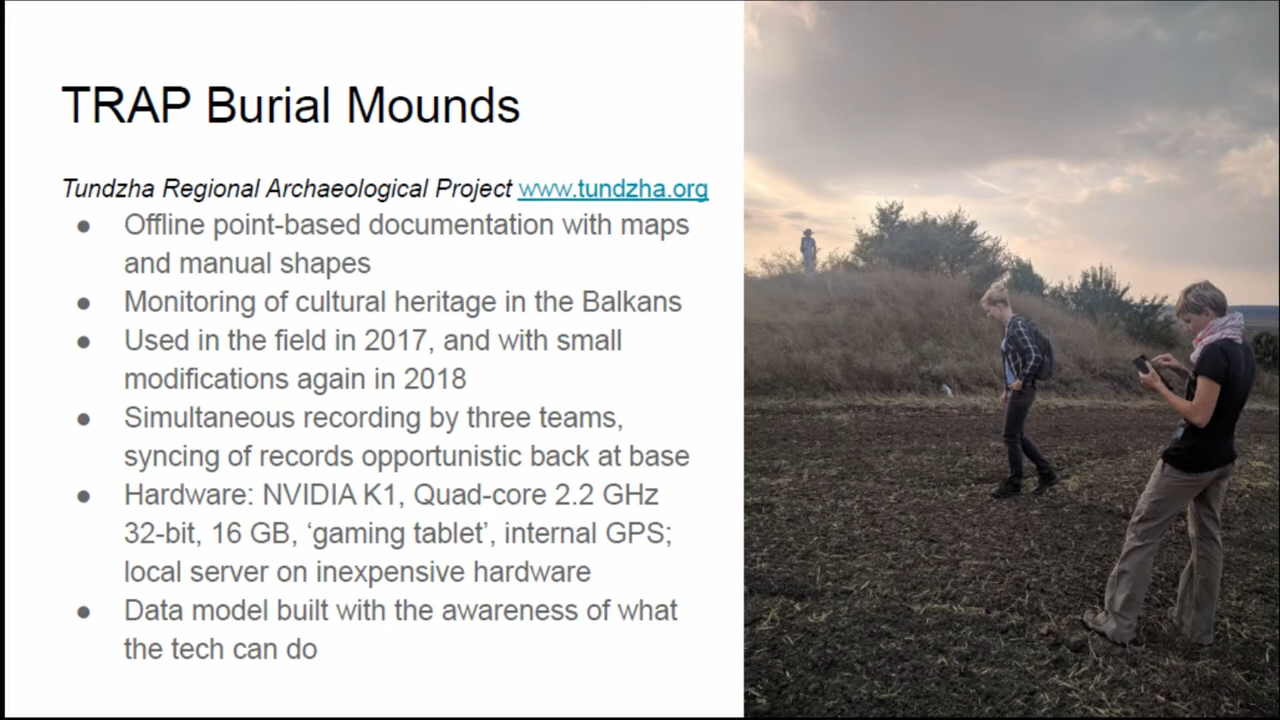 TRAP Burial Mounds
Tundzha Regional Archaeological Project www.tundzha.org
● Offline point-based documentation with maps
and manual shapes
● Monitoring of cultural heritage in the Balkans
● Used in the field in 2017, and with small
modifications again in 2018
● Simultaneous recording by three teams,
syncing of records opportunistic back at base
● Hardware: NVIDIA K1, Quad-core 2.2 GHz
32-bit, 16 GB, ‘gaming tablet’, internal GPS;
local server on inexpensive hardware
● Data model built with the awareness of what
the tech can do